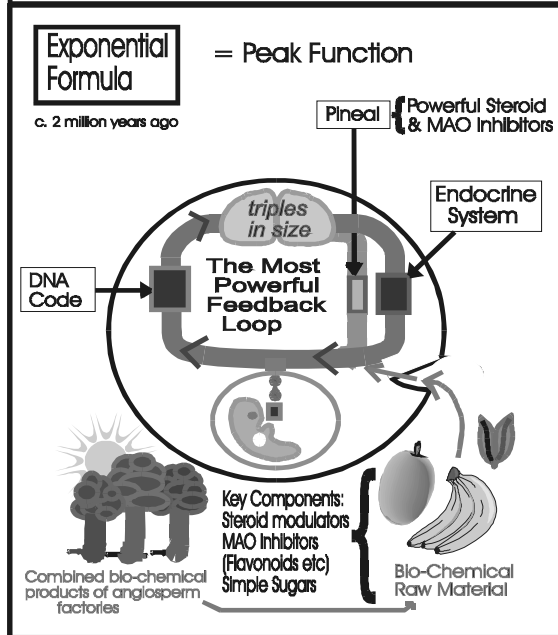 Exponential
Formula
= Peak Function
c. 2 million years ago
Pineal
Powerful Steroid
& MAO Inhibitors
Endocrine
System
triples
in size
DNA
Code
The Most
Powerful
Feedback
Loop
Key Components:
Steroid modulators
MAO Inhibitors
(Flavonoids etc)
Simple Sugars
Combined bio-chemical
products of angiosperm
factories
Bio-Chemical
Raw Material